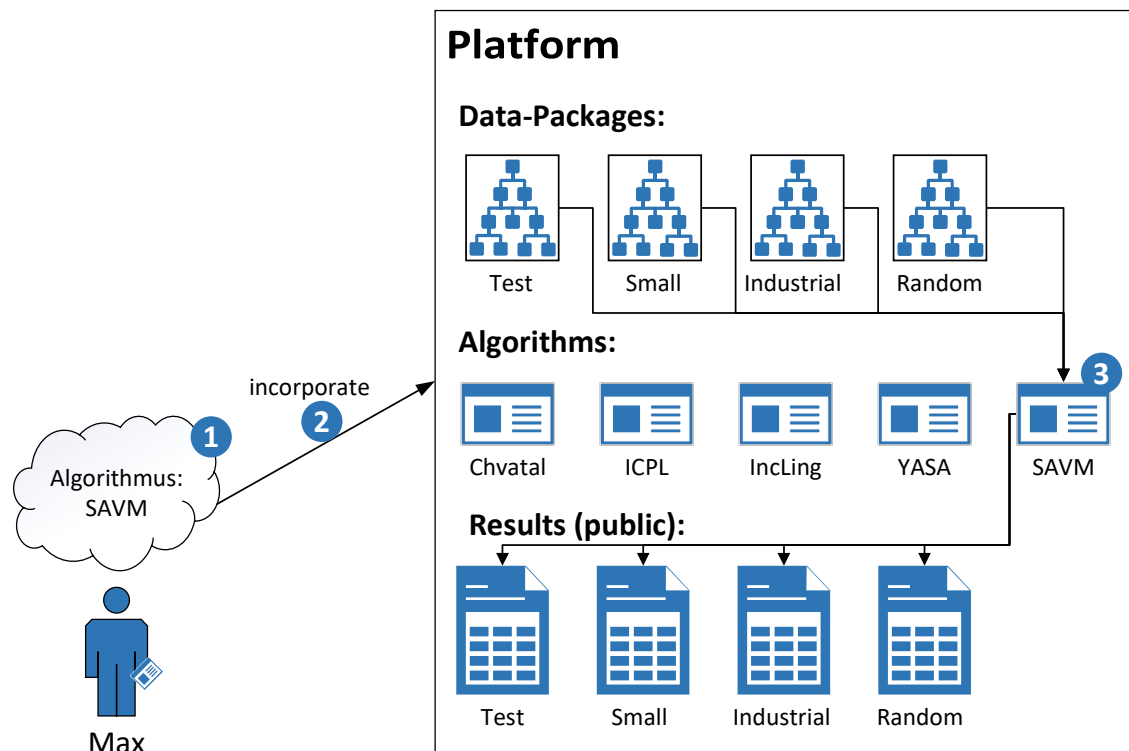 Platform
Data-Packages:
Test
Small
Industrial
Random
Algorithms:
3
Chvatal
ICPL
IncLing
YASA
SAVM
incorporate
2
1
Algorithmus:
SAVM
Results (public):
Test
Small
Industrial
Random
Max